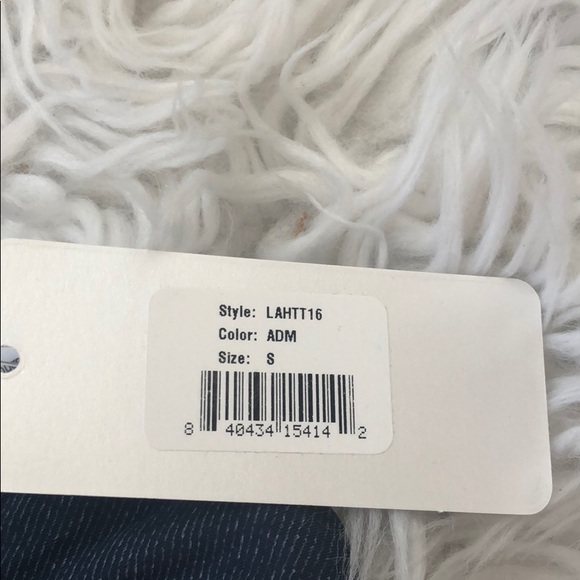 Style: LAHTT16
Color: ADM
Size: S
8 40434 15414 2